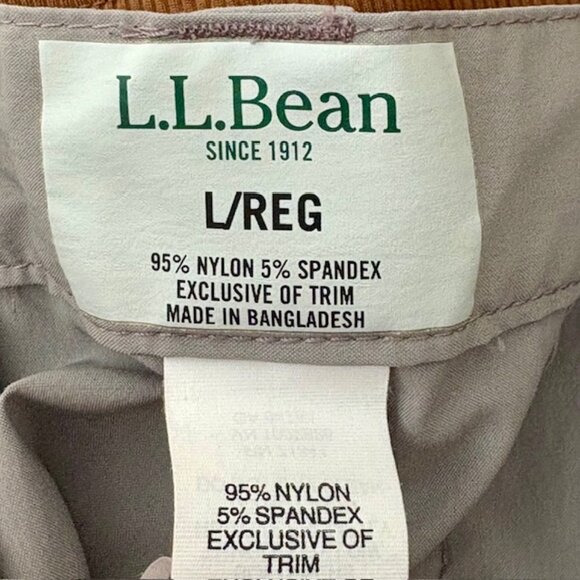 L.L.Bean
SINCE 1912
L/REG
95% NYLON 5% SPANDEX
EXCLUSIVE OF TRIM
MADE IN BANGLADESH
95% NYLON
5% SPANDEX
EXCLUSIVE OF
TRIM